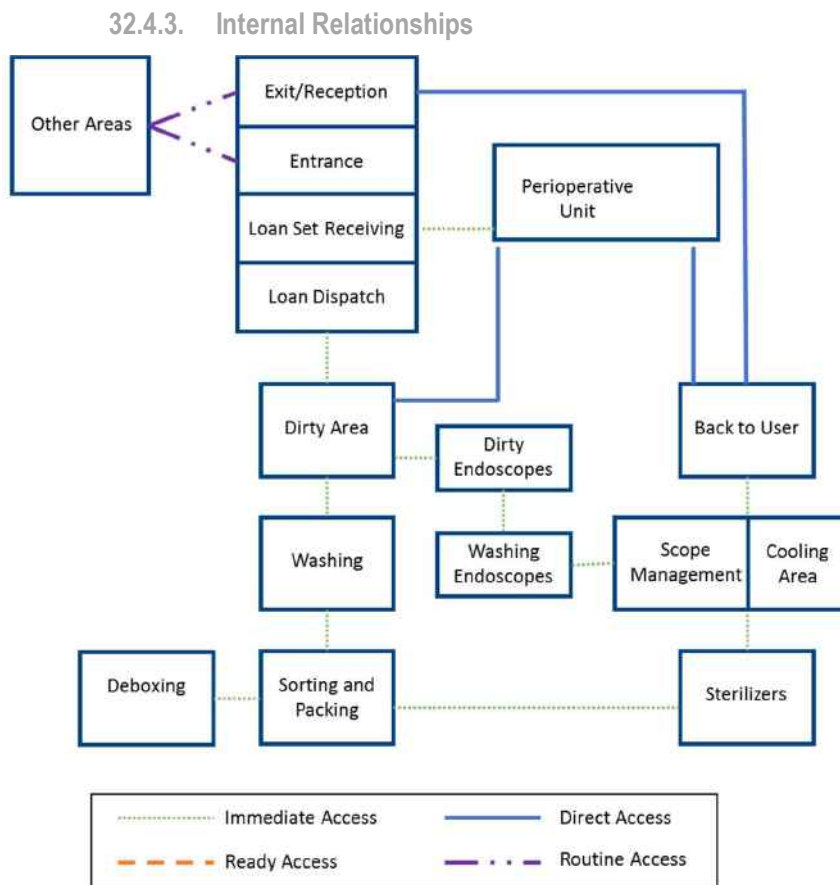 32.4.3. Internal Relationships
Other Areas
Exit/Reception
Entrance
Loan Set Receiving
Loan Dispatch
Perioperative
Unit
Dirty Area
Dirty
Endoscopes
Back to User
Washing
Washing
Endoscopes
Scope
Management
Cooling
Area
Deboxing
Sorting and
Packing
Sterilizers
Immediate Access
Direct Access
Ready Access
Routine Access